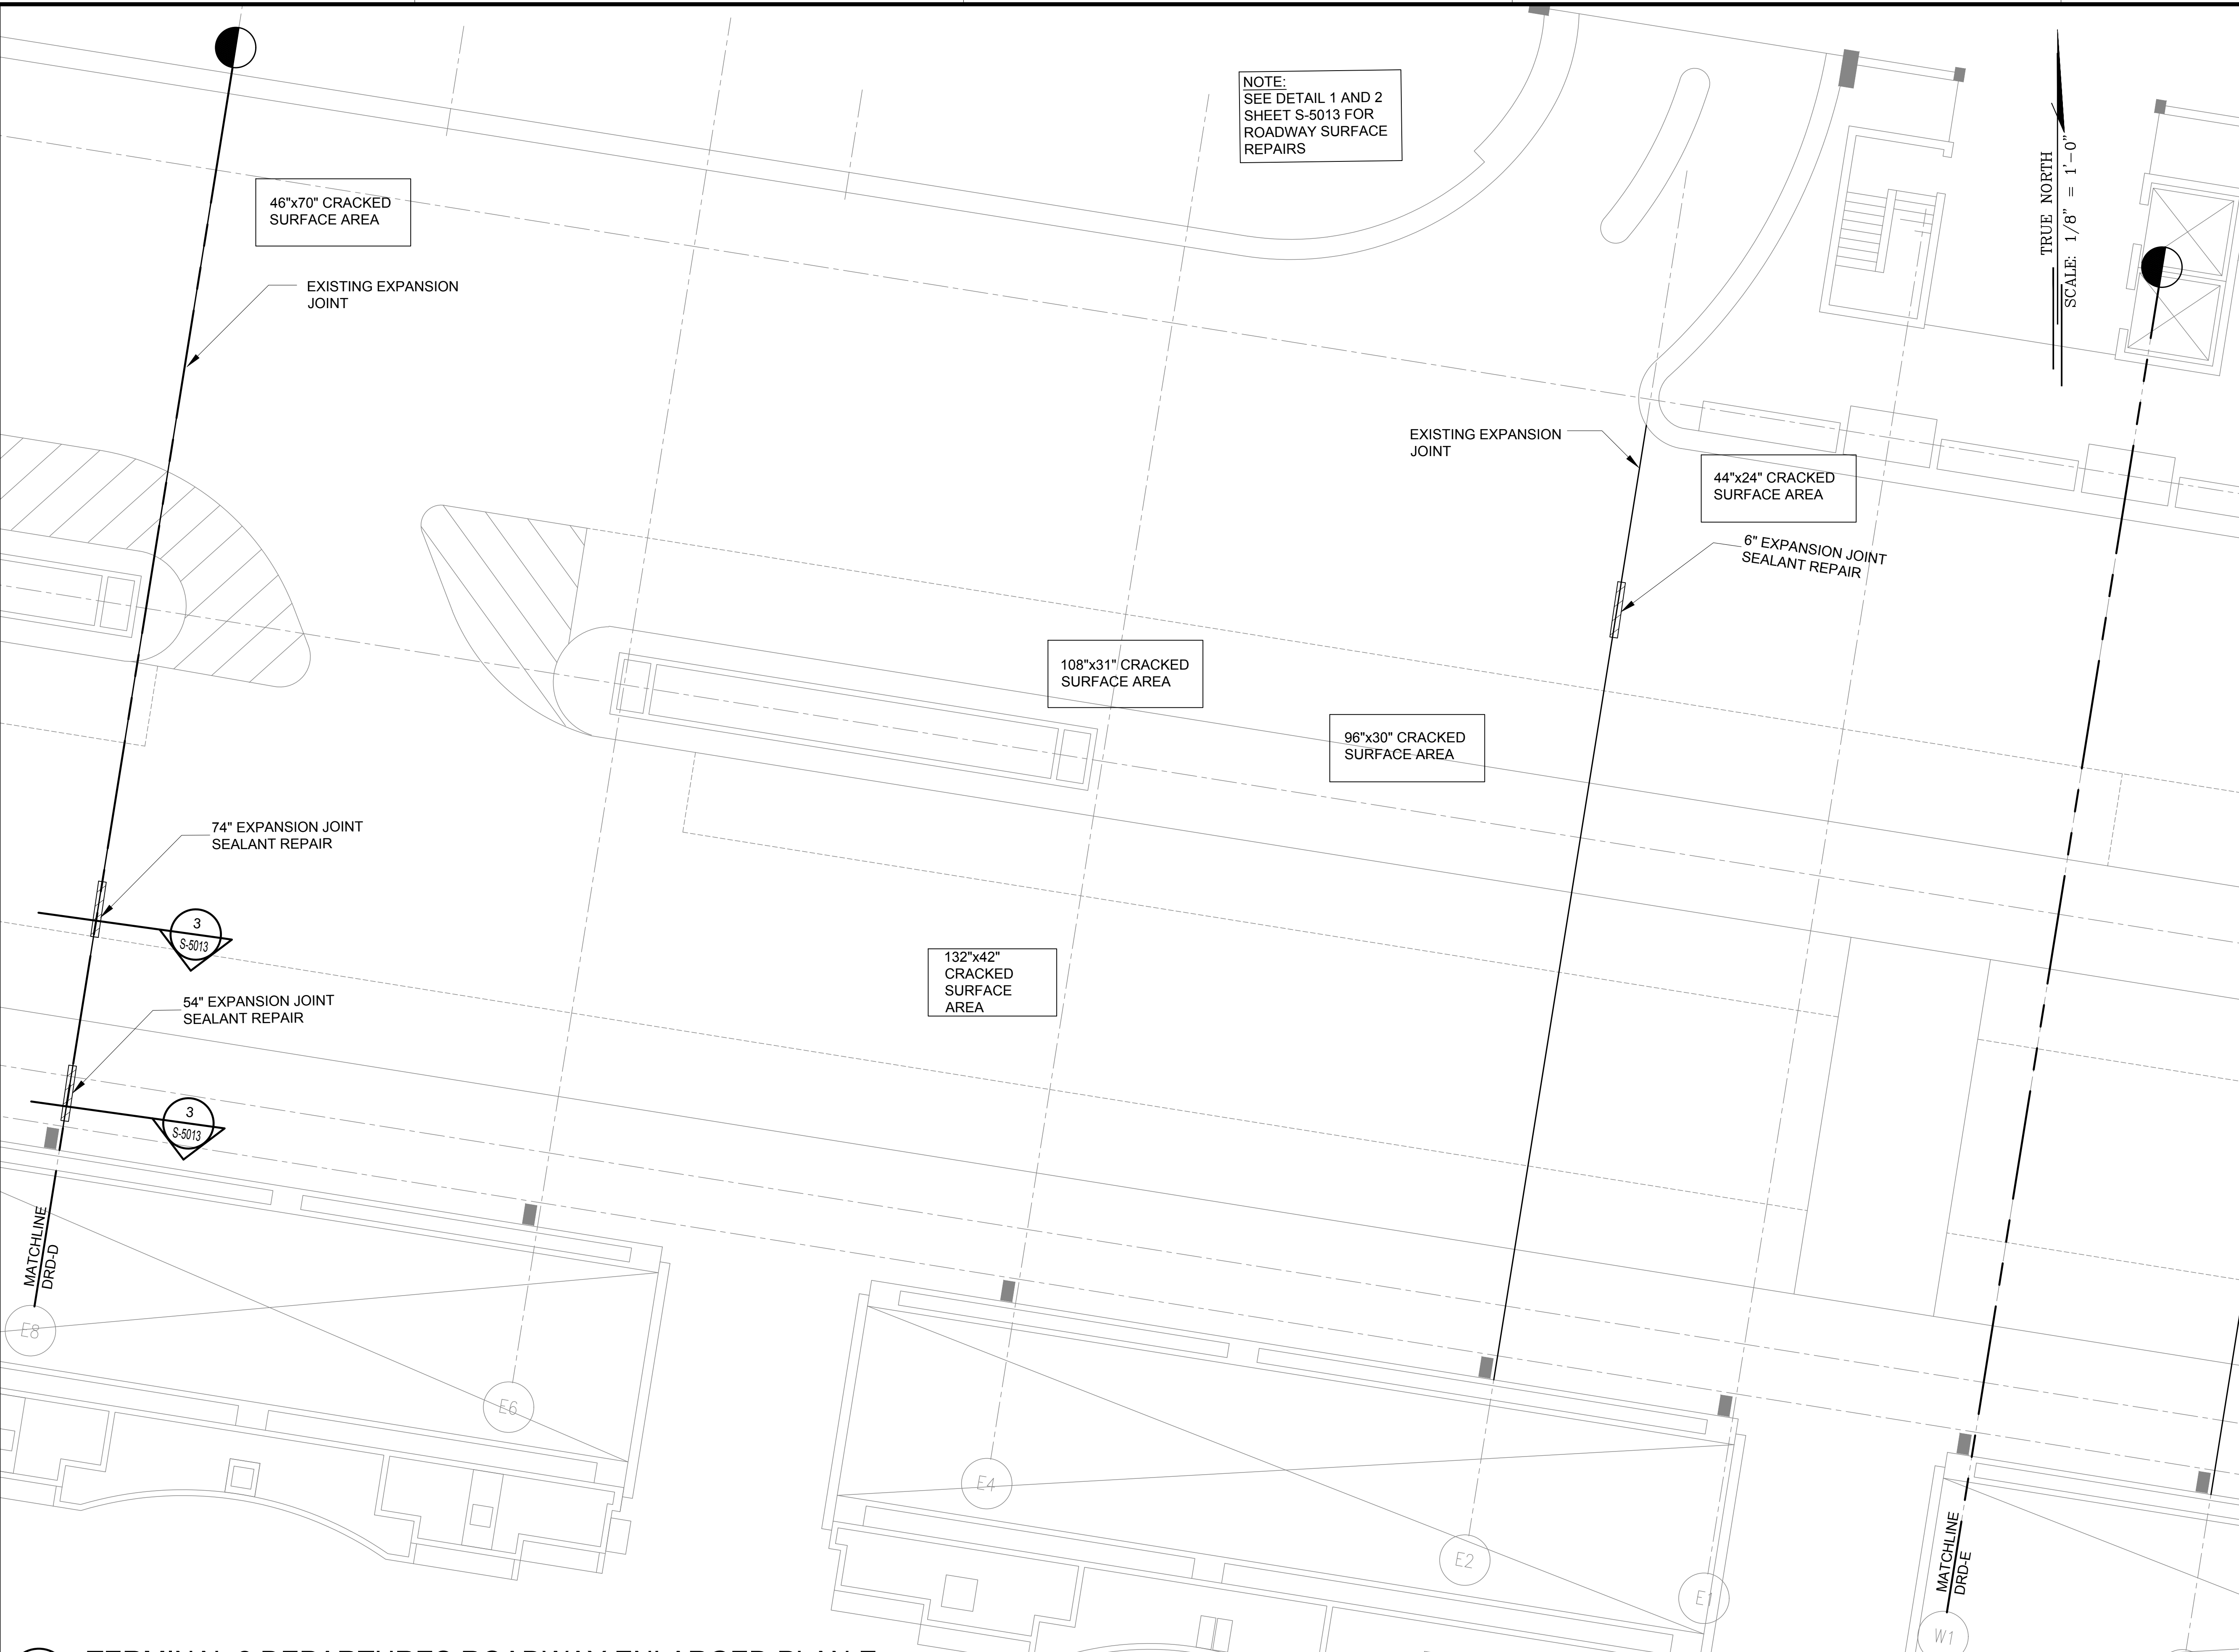 NOTE:
SEE DETAIL 1 AND 2
SHEET S-5013 FOR
ROADWAY SURFACE
REPAIRS
TRUE NORTH
SCALE: 1/8" = 1'-0"
46"x70" CRACKED
SURFACE AREA
EXISTING EXPANSION
JOINT
EXISTING EXPANSION
JOINT
44"x24" CRACKED
SURFACE AREA
6" EXPANSION JOINT
SEALANT REPAIR
108"x31" CRACKED
SURFACE AREA
96"x30" CRACKED
SURFACE AREA
74" EXPANSION JOINT
SEALANT REPAIR
3
S-5013
132"x42"
CRACKED
SURFACE
AREA
54" EXPANSION JOINT
SEALANT REPAIR
3
S-5013
MATCHLINE
DRD-D
E8
E6
E4
E2
E1
MATCHLINE
DRD-E
W1